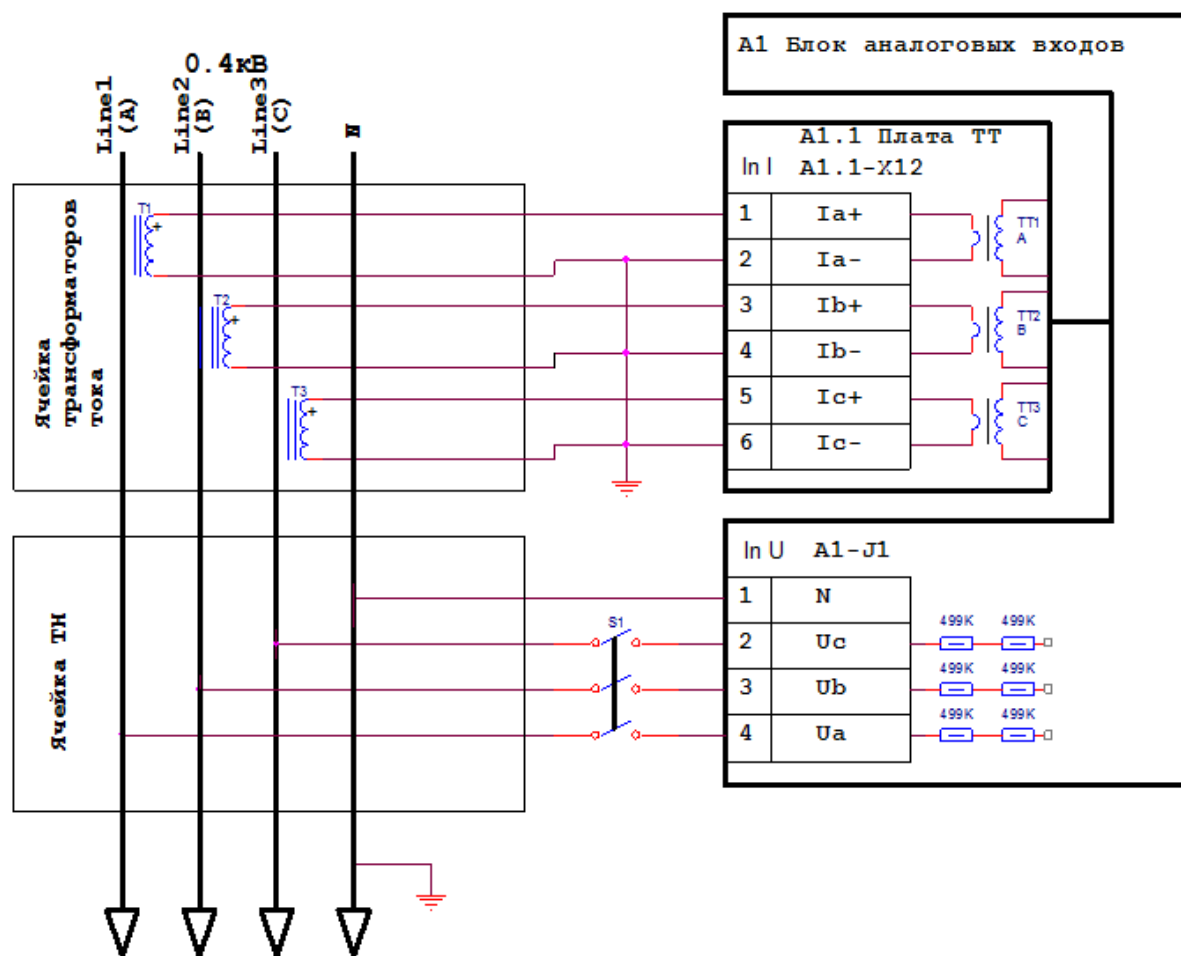 A1 Блок аналоговых входов
0.4кВ
Line1
(A)
Line2
(B)
Line3
(C)
N
A1.1 Плата ТТ
In I A1.1-X12
1 Ia+
2 Ia-
3 Ib+
4 Ib-
5 Ic+
6 Ic-
TT1
A
TT2
B
TT3
C
T1
+
T2
+
T3
+
Ячейка
трансформаторов
тока
In U A1-J1
1 N
2 Uc
3 Ub
4 Ua
499K 499K
499K 499K
499K 499K
S1
Ячейка ТН